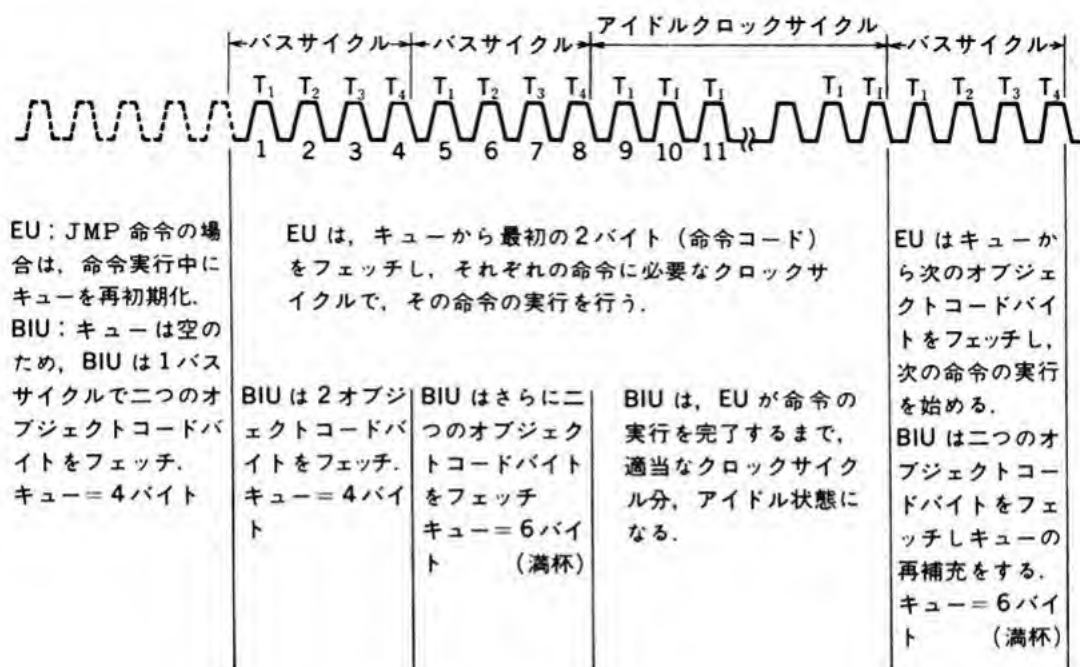 アイドルクロックサイクル
バスサイクル バスサイクル バスサイクル
T₁ T₂ T₃ T₄ T₁ T₂ T₃ T₄ T₁ T₁ T₁ T₁ T₁ T₁ T₂ T₃ T₄
1 2 3 4 5 6 7 8 9 10 11
EU：JMP 命令の場
合は，命令実行中に
キューを再初期化．
BIU：キューは空の
ため，BIU は 1 バス
サイクルで二つのオ
ブジェクトコードバ
イトをフェッチ．
キュー＝4バイト
EU は，キューから最初の2バイト（命令コード）
をフェッチし，それぞれの命令に必要なクロックサ
イクルで，その命令の実行を行う．
BIU は 2 オブジ
ェクトコードバ
イトをフェッチ．
キュー＝4バイ
ト
BIU はさらに二
つのオブジェク
トコードバイト
をフェッチ
キュー＝6バイ
ト （満杯）
BIU は，EU が命令の
実行を完了するまで，
適当なクロックサイク
ル分，アイドル状態に
なる．
EU はキューか
ら次のオブジェ
クトコードバイ
トをフェッチし，
次の命令の実行
を始める．
BIU は二つのオ
ブジェクトコー
ドバイトをフェ
ッチしキューの
再補充をする．
キュー＝6バイ
ト （満杯）